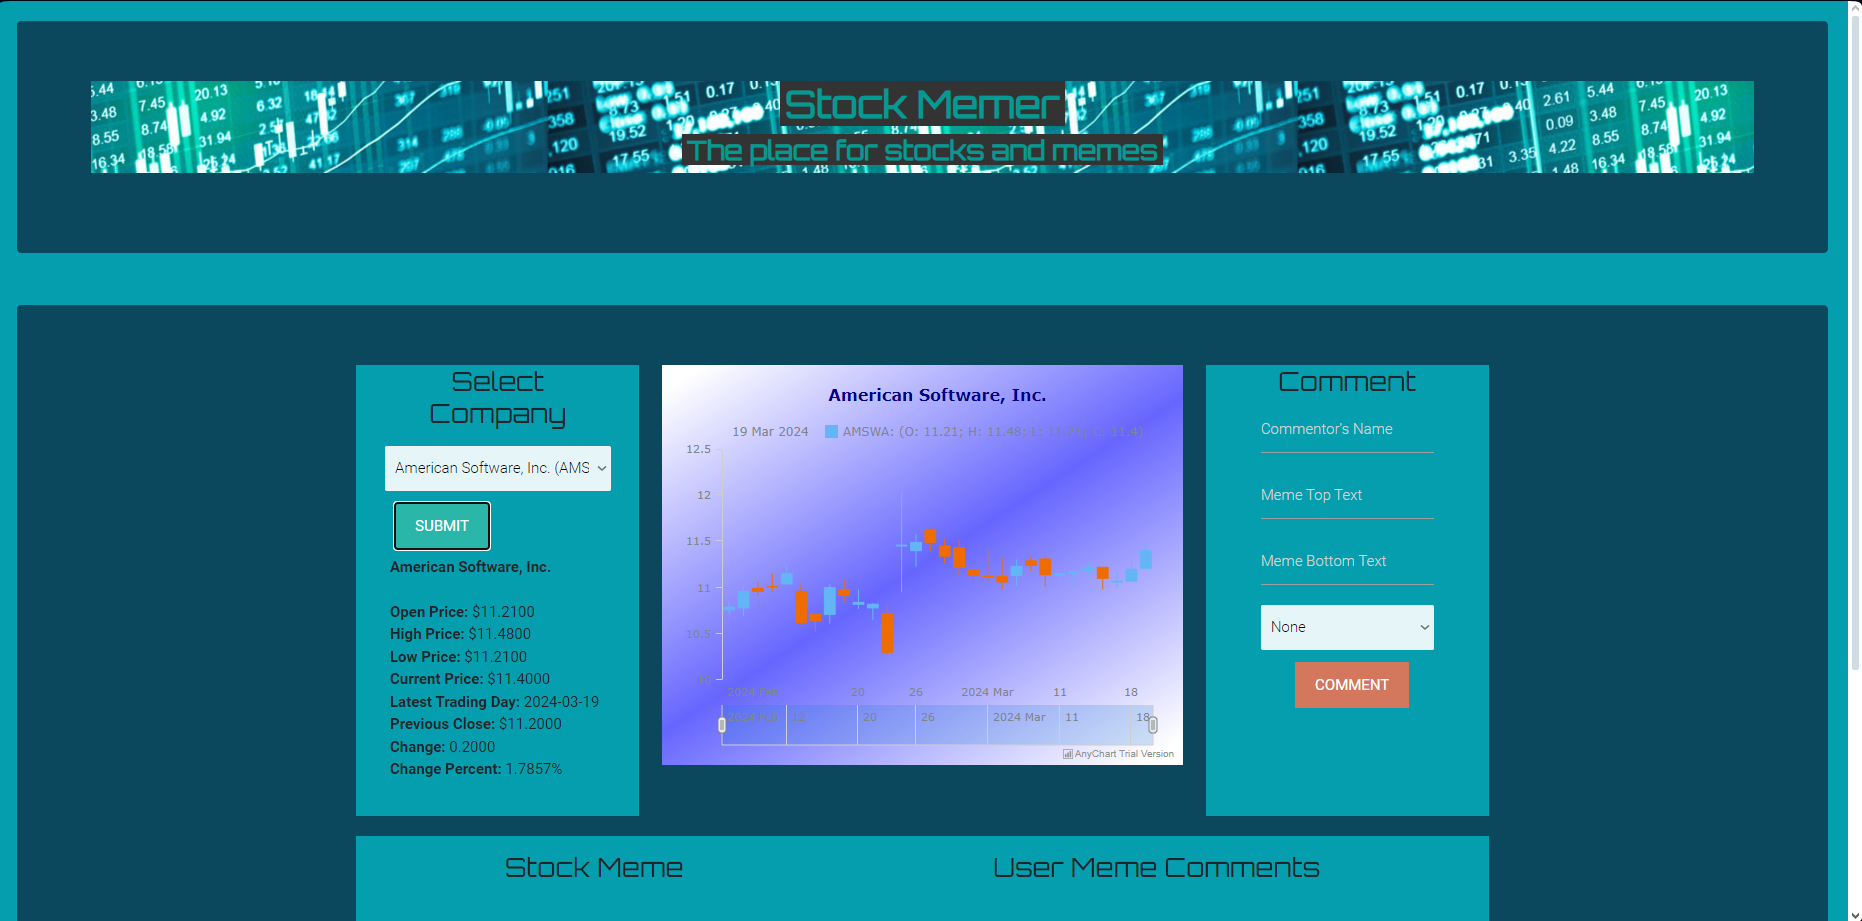 Stock Memer
The place for stocks and memes
Select
Company
American Software, Inc. (AMS
SUBMIT
American Software, Inc.
Open Price: $11.2100
High Price: $11.4800
Low Price: $11.2100
Current Price: $11.4000
Latest Trading Day: 2024-03-19
Previous Close: $11.2000
Change: 0.2000
Change Percent: 1.7857%
American Software, Inc.
19 Mar 2024 AMSWA: (O: 11.21; H: 11.48; L: 11.21; C: 11.4)
12.5
12
11.5
11
10.5
10
2024 Feb 20 26 2024 Mar 11 18
2024 Feb 12 20 26 2024 Mar 11 18
AnyChart Trial Version
Comment
Commentor's Name
Meme Top Text
Meme Bottom Text
None
COMMENT
Stock Meme
User Meme Comments